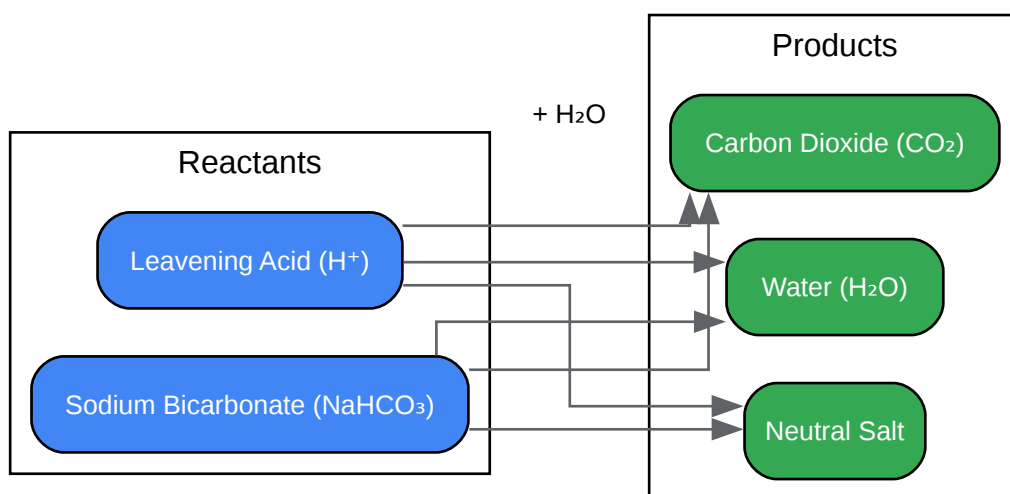 Reactants
Leavening Acid (H⁺)
Sodium Bicarbonate (NaHCO₃)
+ H₂O
Products
Carbon Dioxide (CO₂)
Water (H₂O)
Neutral Salt